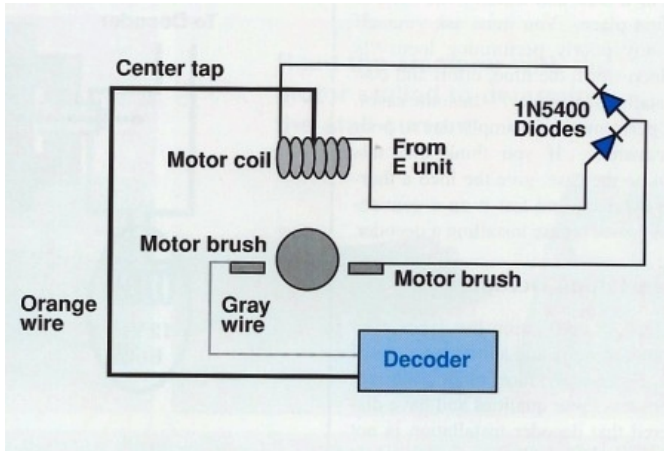 Center tap
1N5400
Diodes
Motor coil
From
E unit
Motor brush
Motor brush
Orange
wire
Gray
wire
Decoder